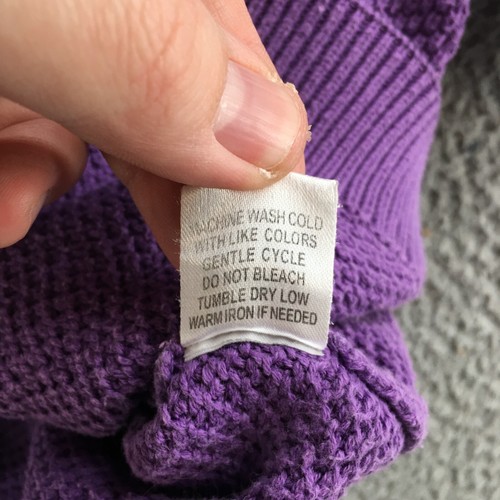 MACHINE WASH COLD
WITH LIKE COLORS
GENTLE CYCLE
DO NOT BLEACH
TUMBLE DRY LOW
WARM IRON IF NEEDED